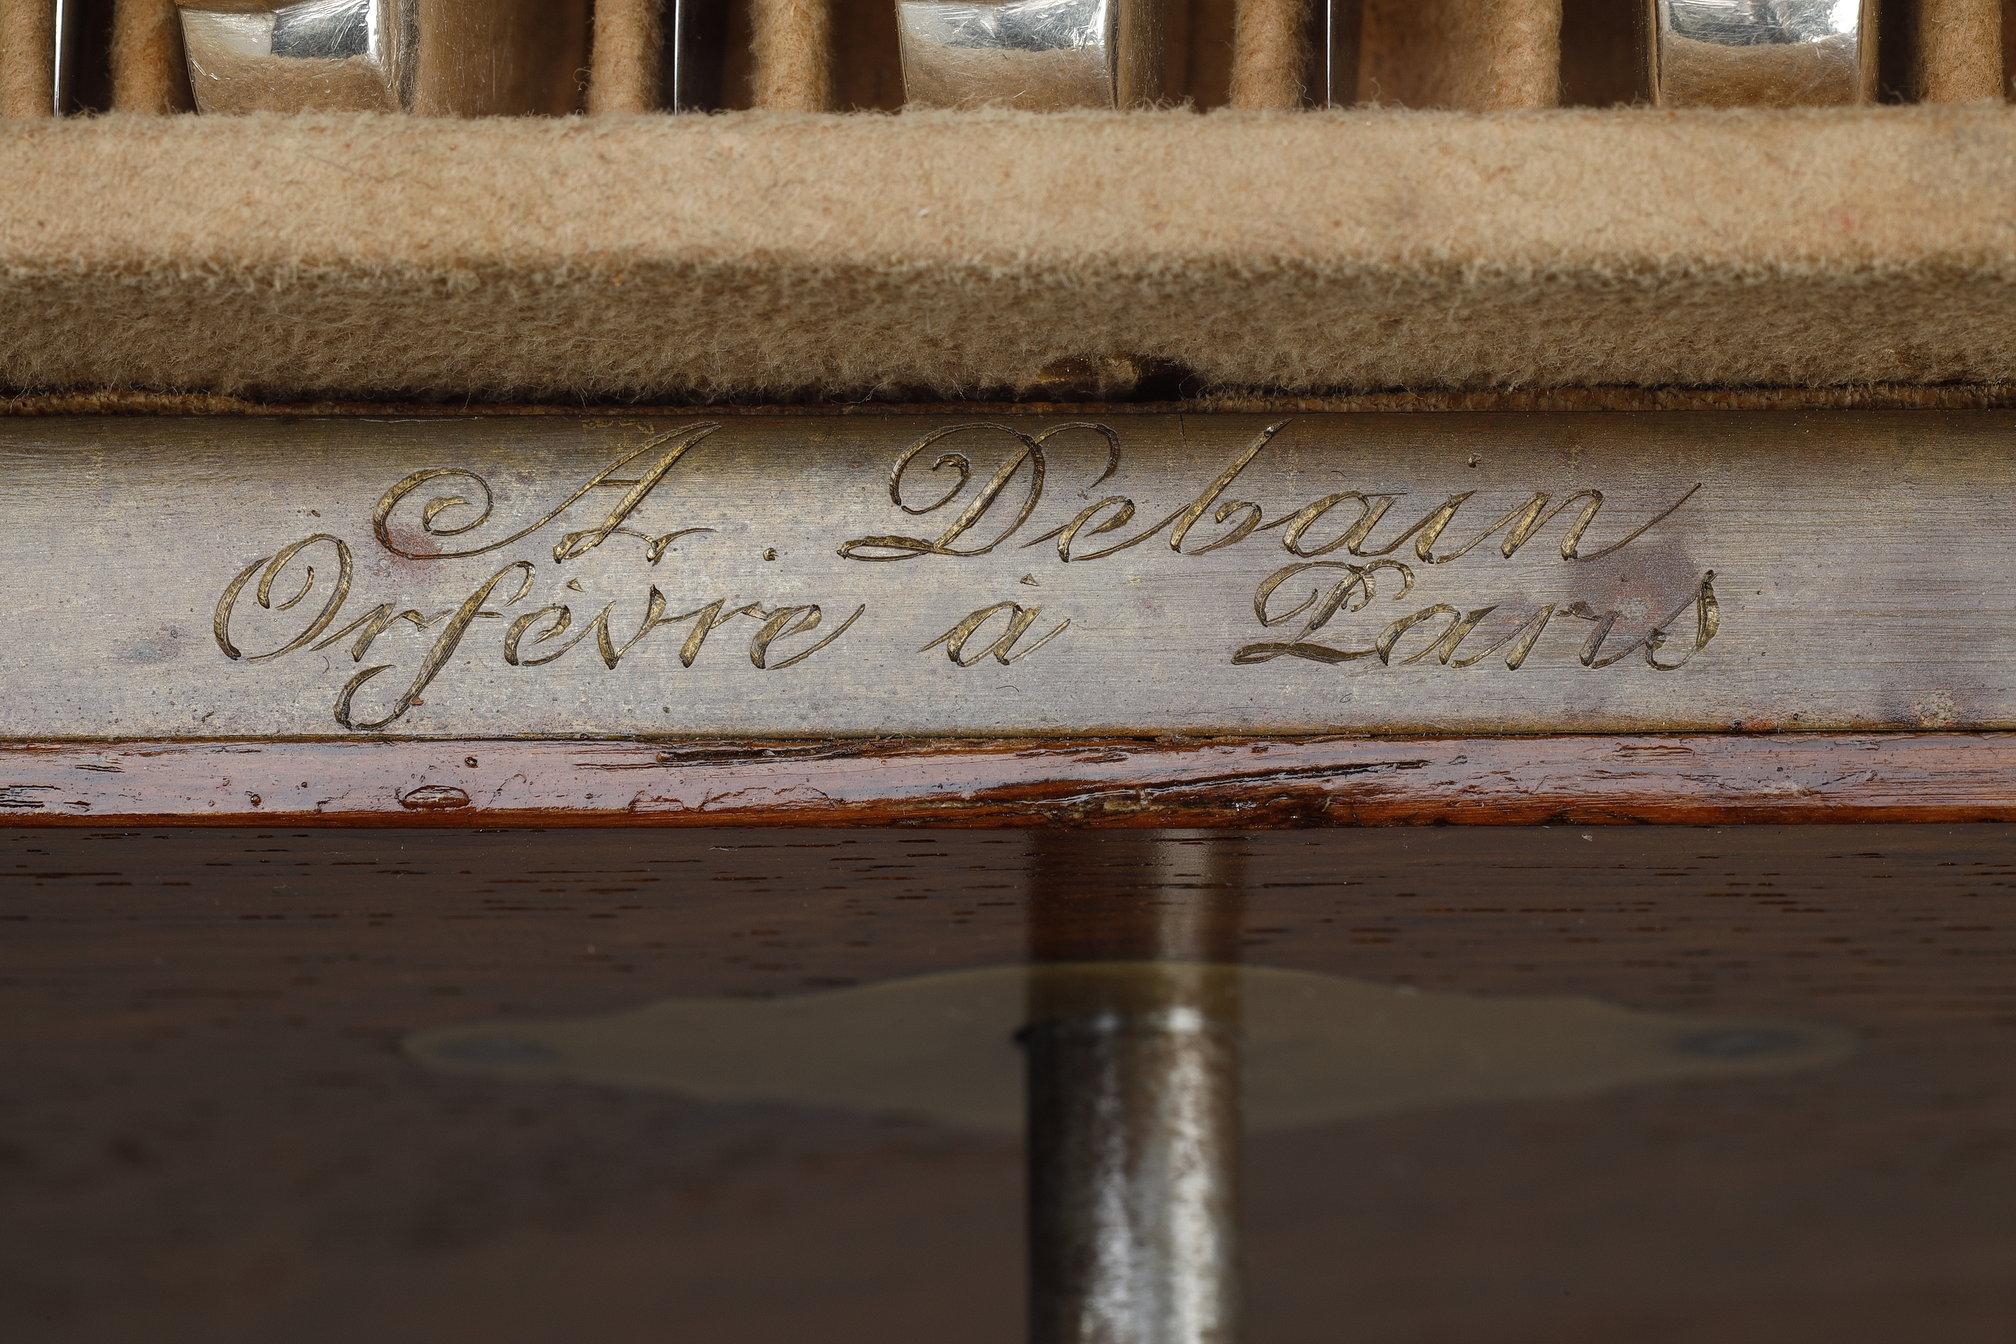 A. Debain
Orfèvre à Paris